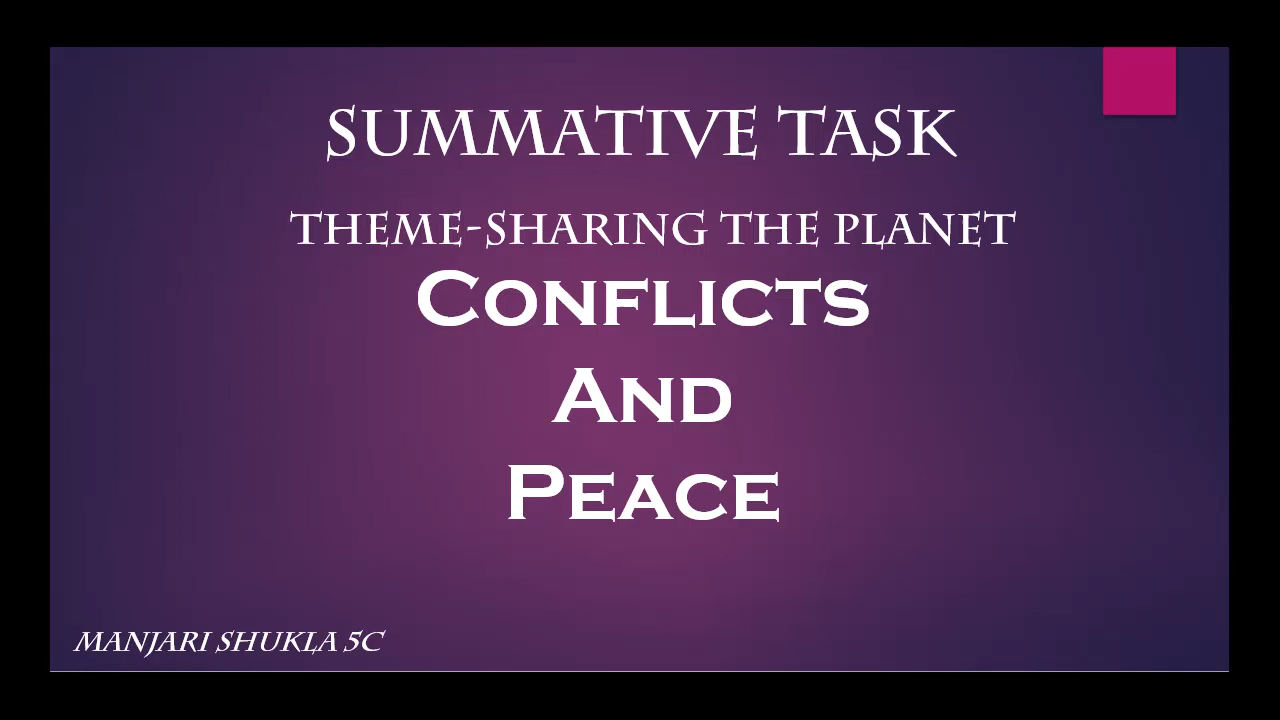 SUMMATIVE TASK
THEME-SHARING THE PLANET
CONFLICTS
AND
PEACE
MANJARI SHUKLA 5C